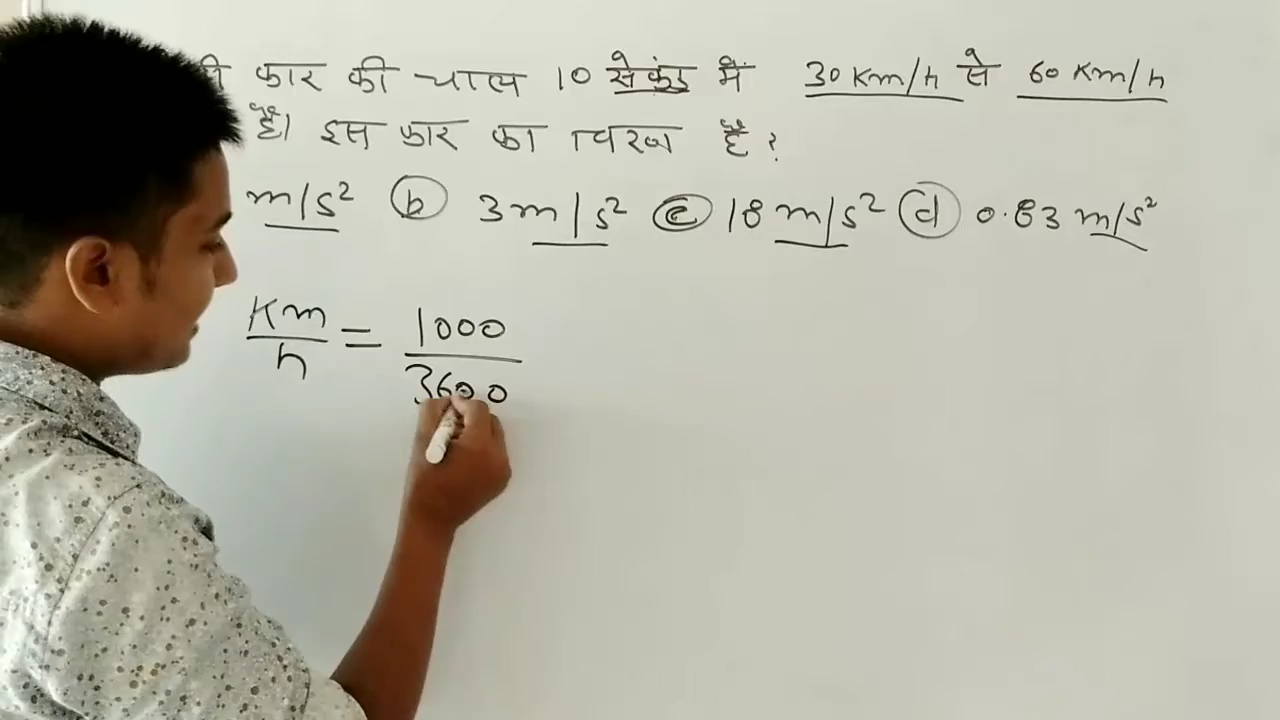 ी कार की चाल 10 सेकंड में 30 Km/h से 60 Km/h
है। इस कार का त्वरण है ?
m/s² (b) 3 m/s² (c) 18 m/s² (d) 0.83 m/s²
Km/h = 1000/3600